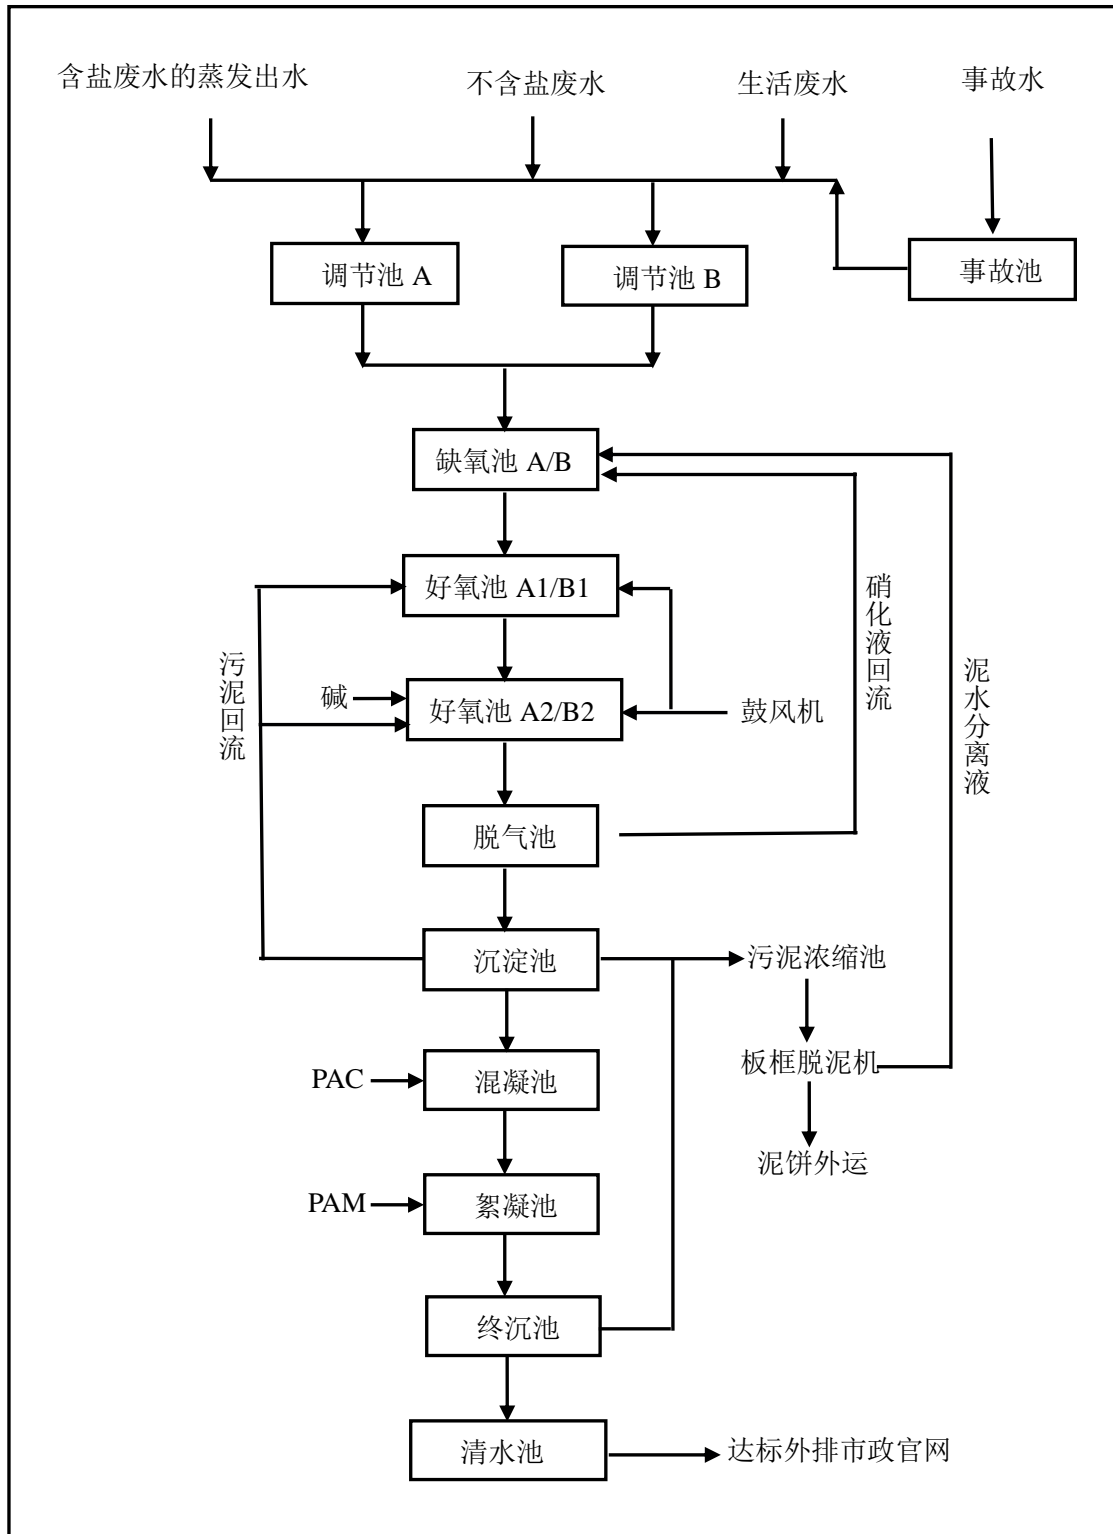 含盐废水的蒸发出水
不含盐废水
生活废水
事故水
调节池 A
调节池 B
事故池
缺氧池 A/B
好氧池 A1/B1
硝化液回流
污泥回流
泥水分离液
碱
好氧池 A2/B2
鼓风机
脱气池
沉淀池
污泥浓缩池
PAC
混凝池
板框脱泥机
泥饼外运
PAM
絮凝池
终沉池
清水池
达标外排市政官网